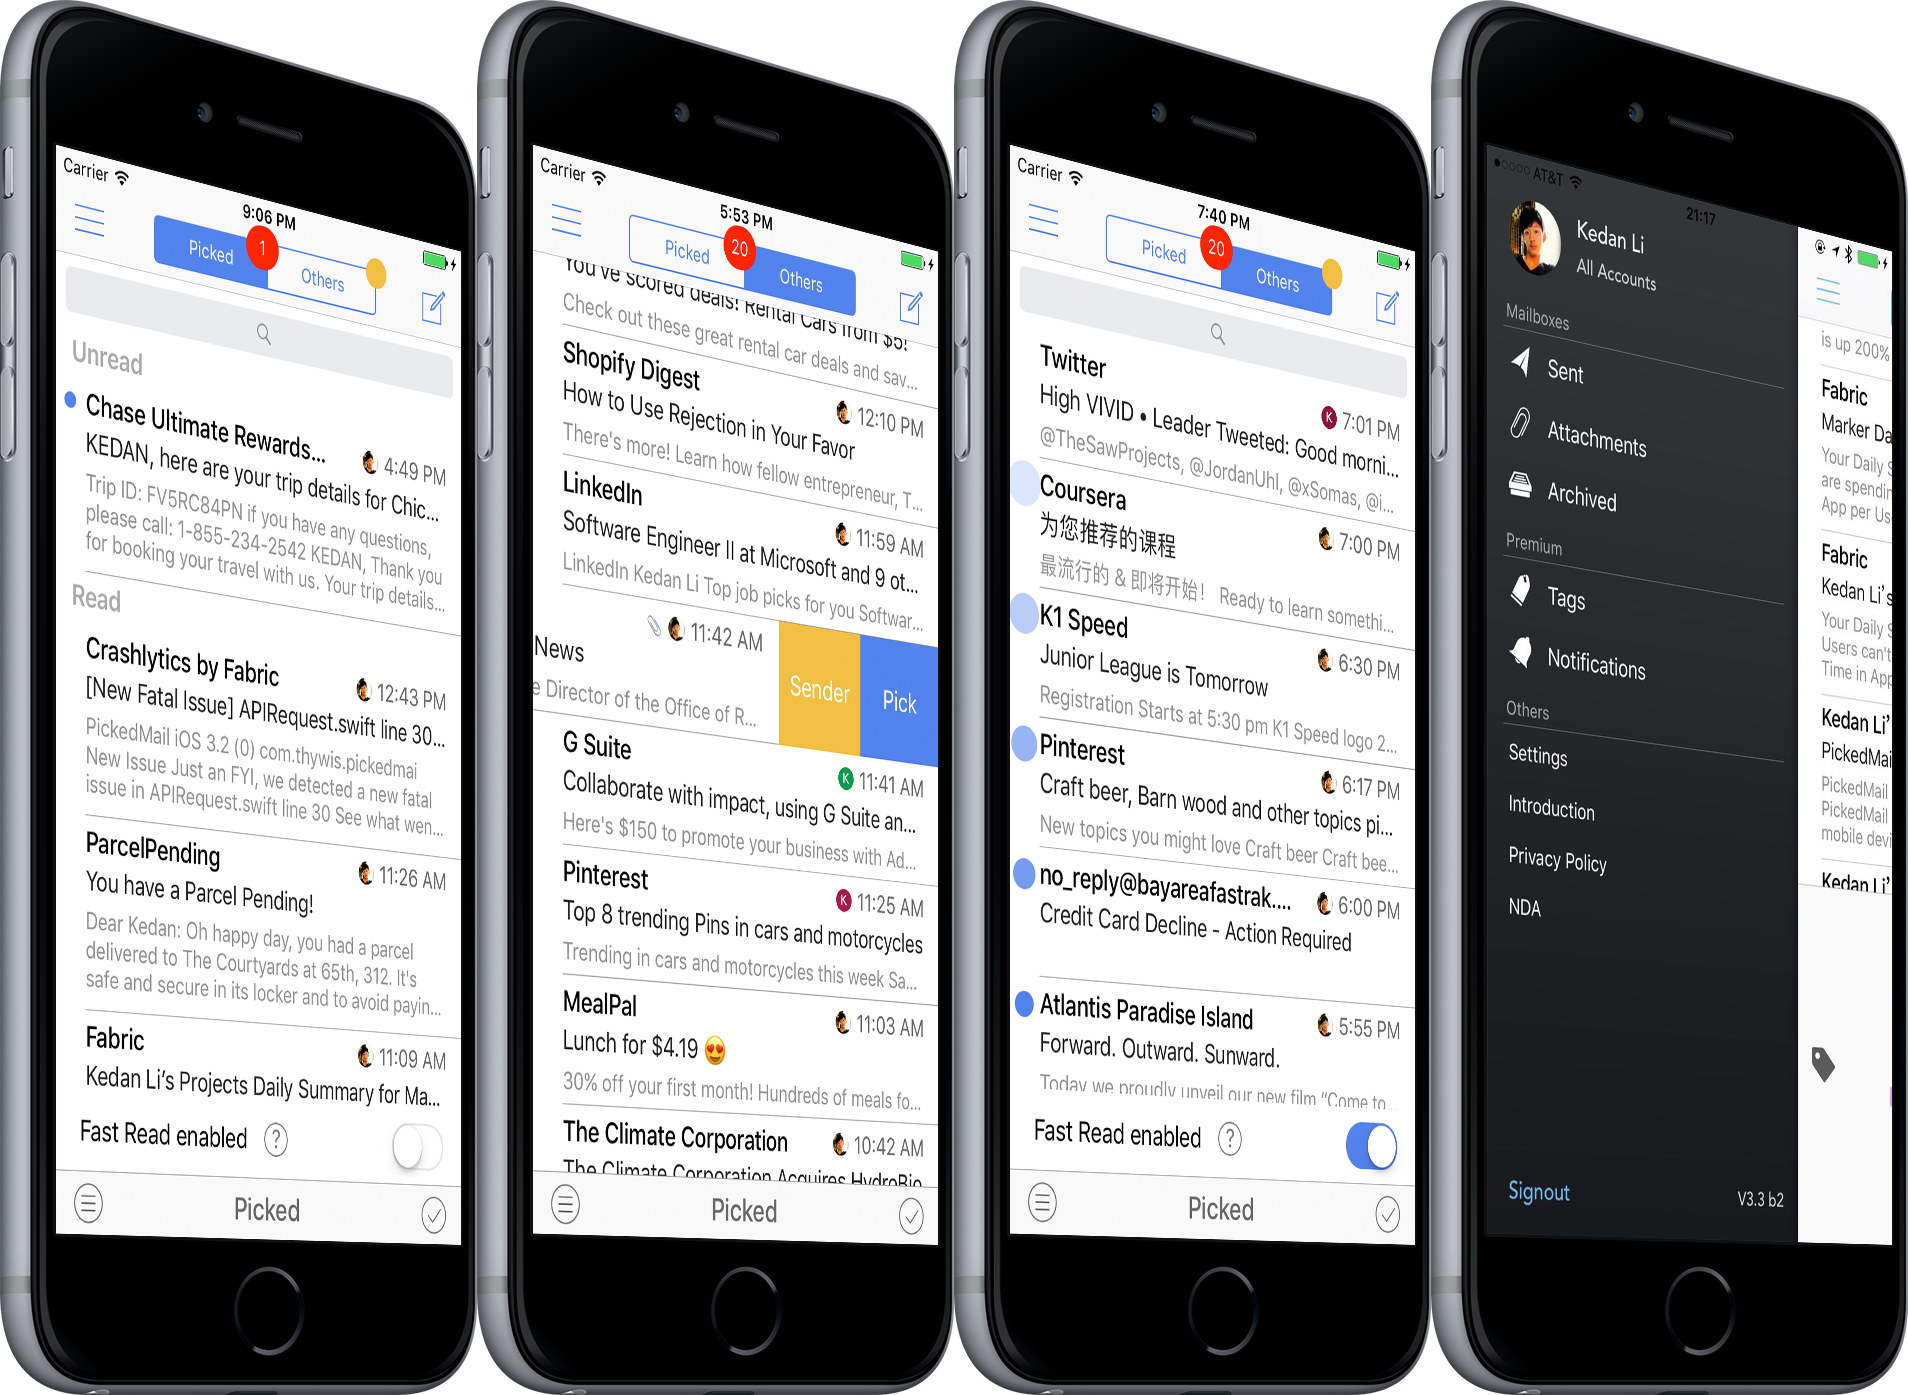 Carrier
9:06 PM
Picked
1
Others
Unread
Chase Ultimate Rewards...
4:49 PM
KEDAN, here are your trip details for Chic...
Trip ID: FV5RC84PN if you have any questions,
please call: 1-855-234-2542 KEDAN, Thank you
for booking your travel with us. Your trip details...
Read
Crashlytics by Fabric
12:43 PM
[New Fatal Issue] APIRequest.swift line 30...
PickedMail iOS 3.2 (0) com.thywis.pickedmai
New Issue Just an FYI, we detected a new fatal
issue in APIRequest.swift line 30 See what wen...
ParcelPending
11:26 AM
You have a Parcel Pending!
Dear Kedan: Oh happy day, you had a parcel
delivered to The Courtyards at 65th, 312. It's
safe and secure in its locker and to avoid payin...
Fabric
11:09 AM
Kedan Li's Projects Daily Summary for Ma...
Fast Read enabled
?
Picked
Carrier
5:53 PM
Picked
20
Others
You've scored deals! Rental Cars from $5!
Check out these great rental car deals and sav...
Shopify Digest
12:10 PM
How to Use Rejection in Your Favor
There's more! Learn how fellow entrepreneur, T...
LinkedIn
11:59 AM
Software Engineer II at Microsoft and 9 ot...
LinkedIn Kedan Li Top job picks for you Softwar...
11:42 AM
News
e Director of the Office of R...
Sender
Pick
G Suite
K 11:41 AM
Collaborate with impact, using G Suite an...
Here's $150 to promote your business with Ad...
Pinterest
K 11:25 AM
Top 8 trending Pins in cars and motorcycles
Trending in cars and motorcycles this week Sa...
MealPal
11:03 AM
Lunch for $4.19 😍
30% off your first month! Hundreds of meals fo...
The Climate Corporation
10:42 AM
The Climate Corporation Acquires HydroBio
Picked
Carrier
7:40 PM
Picked
20
Others
Twitter
K 7:01 PM
High VIVID • Leader Tweeted: Good morni...
@TheSawProjects, @JordanUhl, @xSomas, @i...
Coursera
7:00 PM
为您推荐的课程
最流行的 & 即将开始! Ready to learn somethi...
K1 Speed
6:30 PM
Junior League is Tomorrow
Registration Starts at 5:30 pm K1 Speed logo 2...
Pinterest
6:17 PM
Craft beer, Barn wood and other topics pi...
New topics you might love Craft beer Craft bee...
no_reply@bayareafastrak....
6:00 PM
Credit Card Decline - Action Required
Atlantis Paradise Island
5:55 PM
Forward. Outward. Sunward.
Today we proudly unveil our new film “Come to...
Fast Read enabled
?
Picked
AT&T
21:17
Kedan Li
All Accounts
Mailboxes
Sent
Attachments
Archived
Premium
Tags
Notifications
Others
Settings
Introduction
Privacy Policy
NDA
Signout
V3.3 b2
is up 200%
Fabric
Marker Da
Your Daily S
are spendin
App per Us
Fabric
Kedan Li's
Your Daily S
Users can't
Time in App
Kedan Li'
PickedMai
PickedMail
PickedMail
mobile devi
Kedan Li'